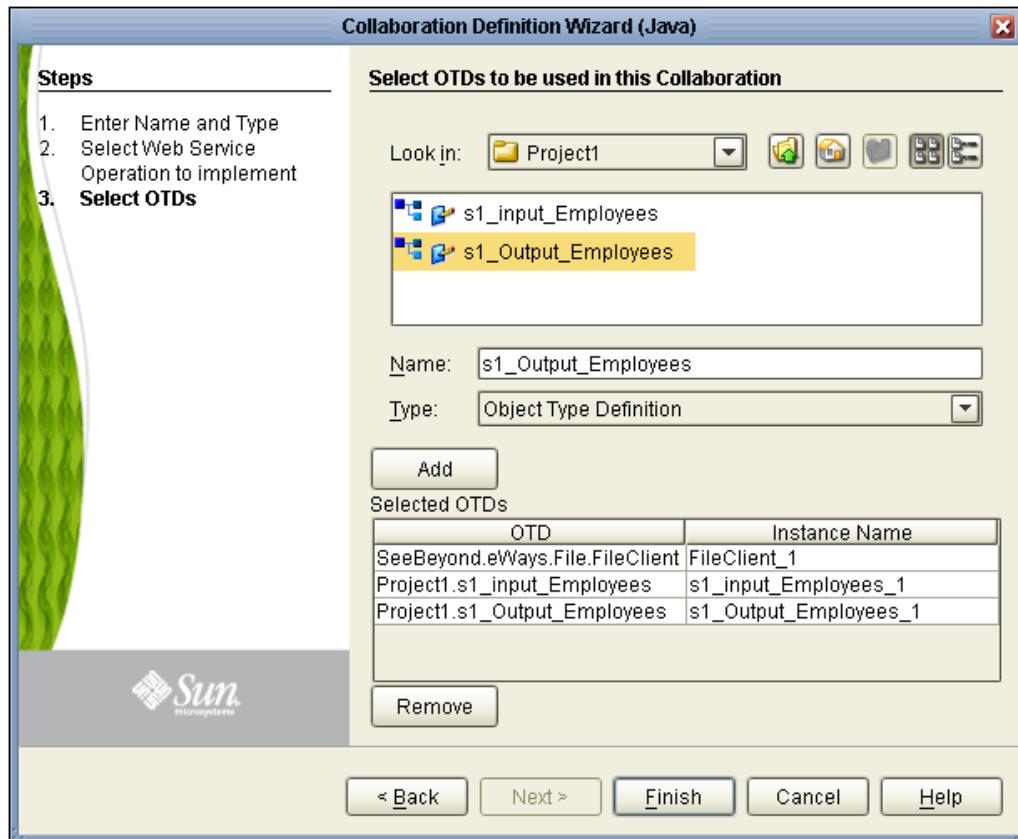 Collaboration Definition Wizard (Java)
Steps
1. Enter Name and Type
2. Select Web Service
Operation to implement
3. Select OTDs
Select OTDs to be used in this Collaboration
Look in: Project1
s1_input_Employees
s1_Output_Employees
Name: s1_Output_Employees
Type: Object Type Definition
Add
Selected OTDs
OTD Instance Name
SeeBeyond.eWays.File.FileClient FileClient_1
Project1.s1_input_Employees s1_input_Employees_1
Project1.s1_Output_Employees s1_Output_Employees_1
Remove
Sun
microsystems
< Back Next > Finish Cancel Help